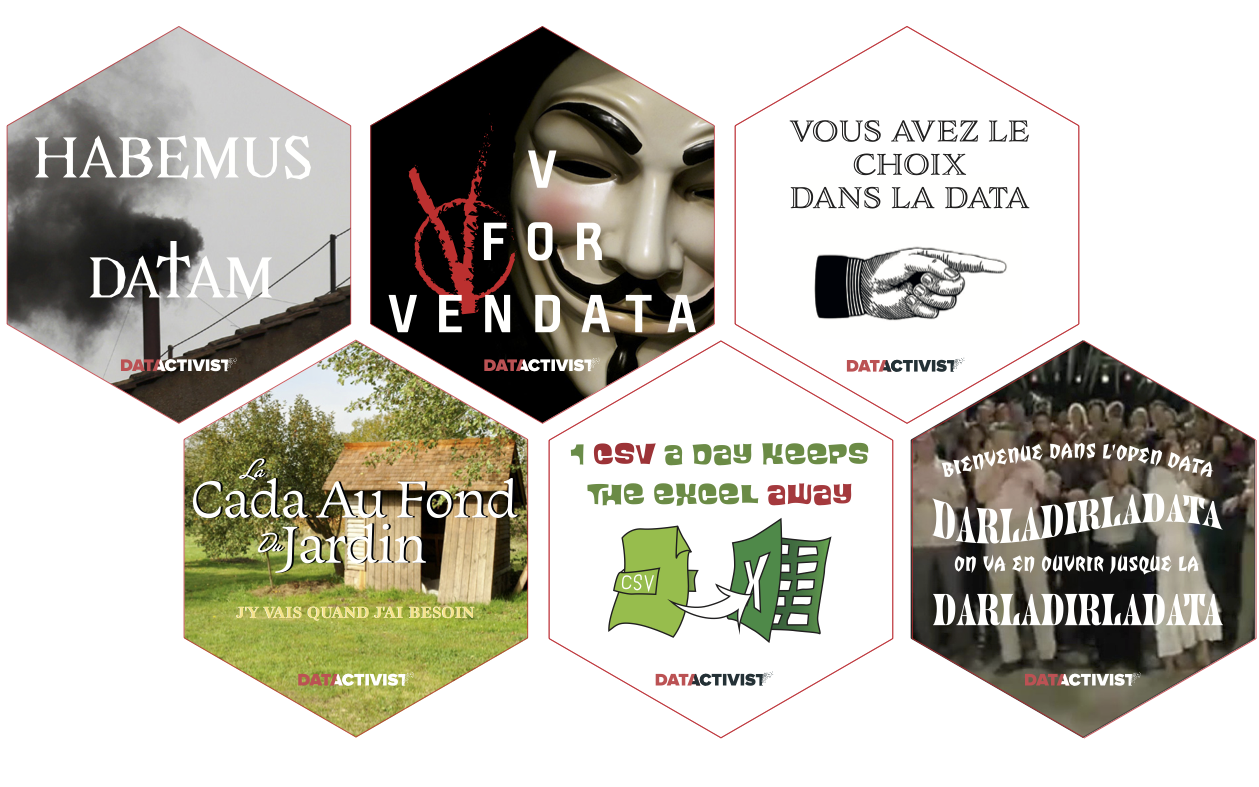 HABEMUS
DATAM
DATACTIVIST
V
FOR
VENDATA
DATACTIVIST
VOUS AVEZ LE
CHOIX
DANS LA DATA
DATACTIVIST
La
Cada Au Fond
Du Jardin
J'Y VAIS QUAND J'AI BESOIN
DATACTIVIST
1 CSV a Day Keeps
The excel away
CSV
X
DATACTIVIST
BIENVENUE DANS L'OPEN DATA
DARLADIRLADATA
ON VA EN OUVRIR JUSQUE LA
DARLADIRLADATA
DATACTIVIST